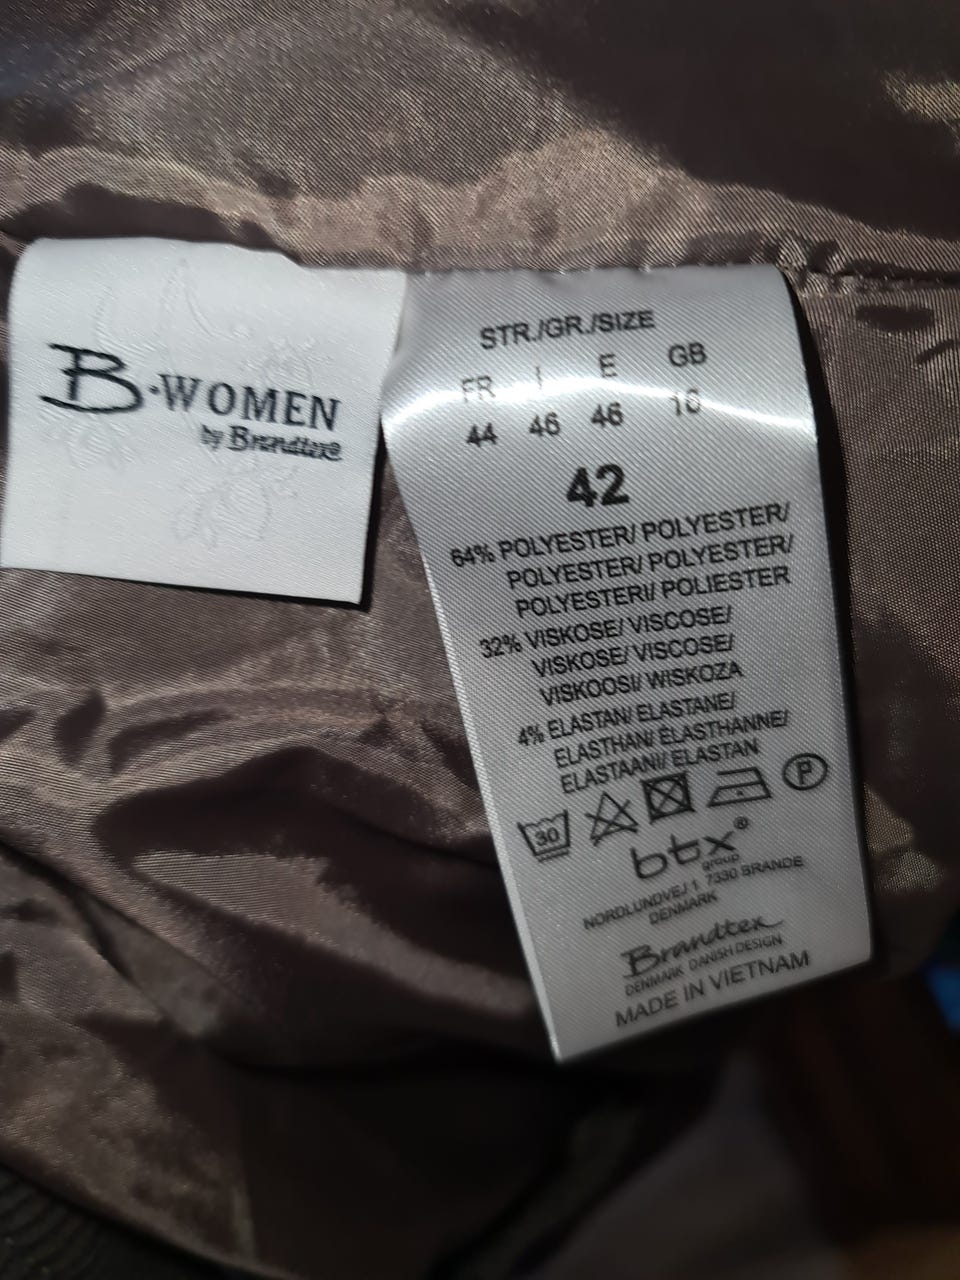 B·WOMEN
by Brandtex
STR./GR./SIZE
FR I E GB
44 46 46 16
42
64% POLYESTER/ POLYESTER/
POLYESTER/ POLYESTER/
POLYESTERI/ POLIESTER
32% VISKOSE/ VISCOSE/
VISKOSE/ VISCOSE/
VISKOOSI/ WISKOZA
4% ELASTAN/ ELASTANE/
ELASTHAN/ ELASTHANNE/
ELASTAANI/ ELASTAN
30 P
btx®
group
NORDLUNDVEJ 1 7330 BRANDE
DENMARK
Brandtex
DENMARK DANISH DESIGN
MADE IN VIETNAM